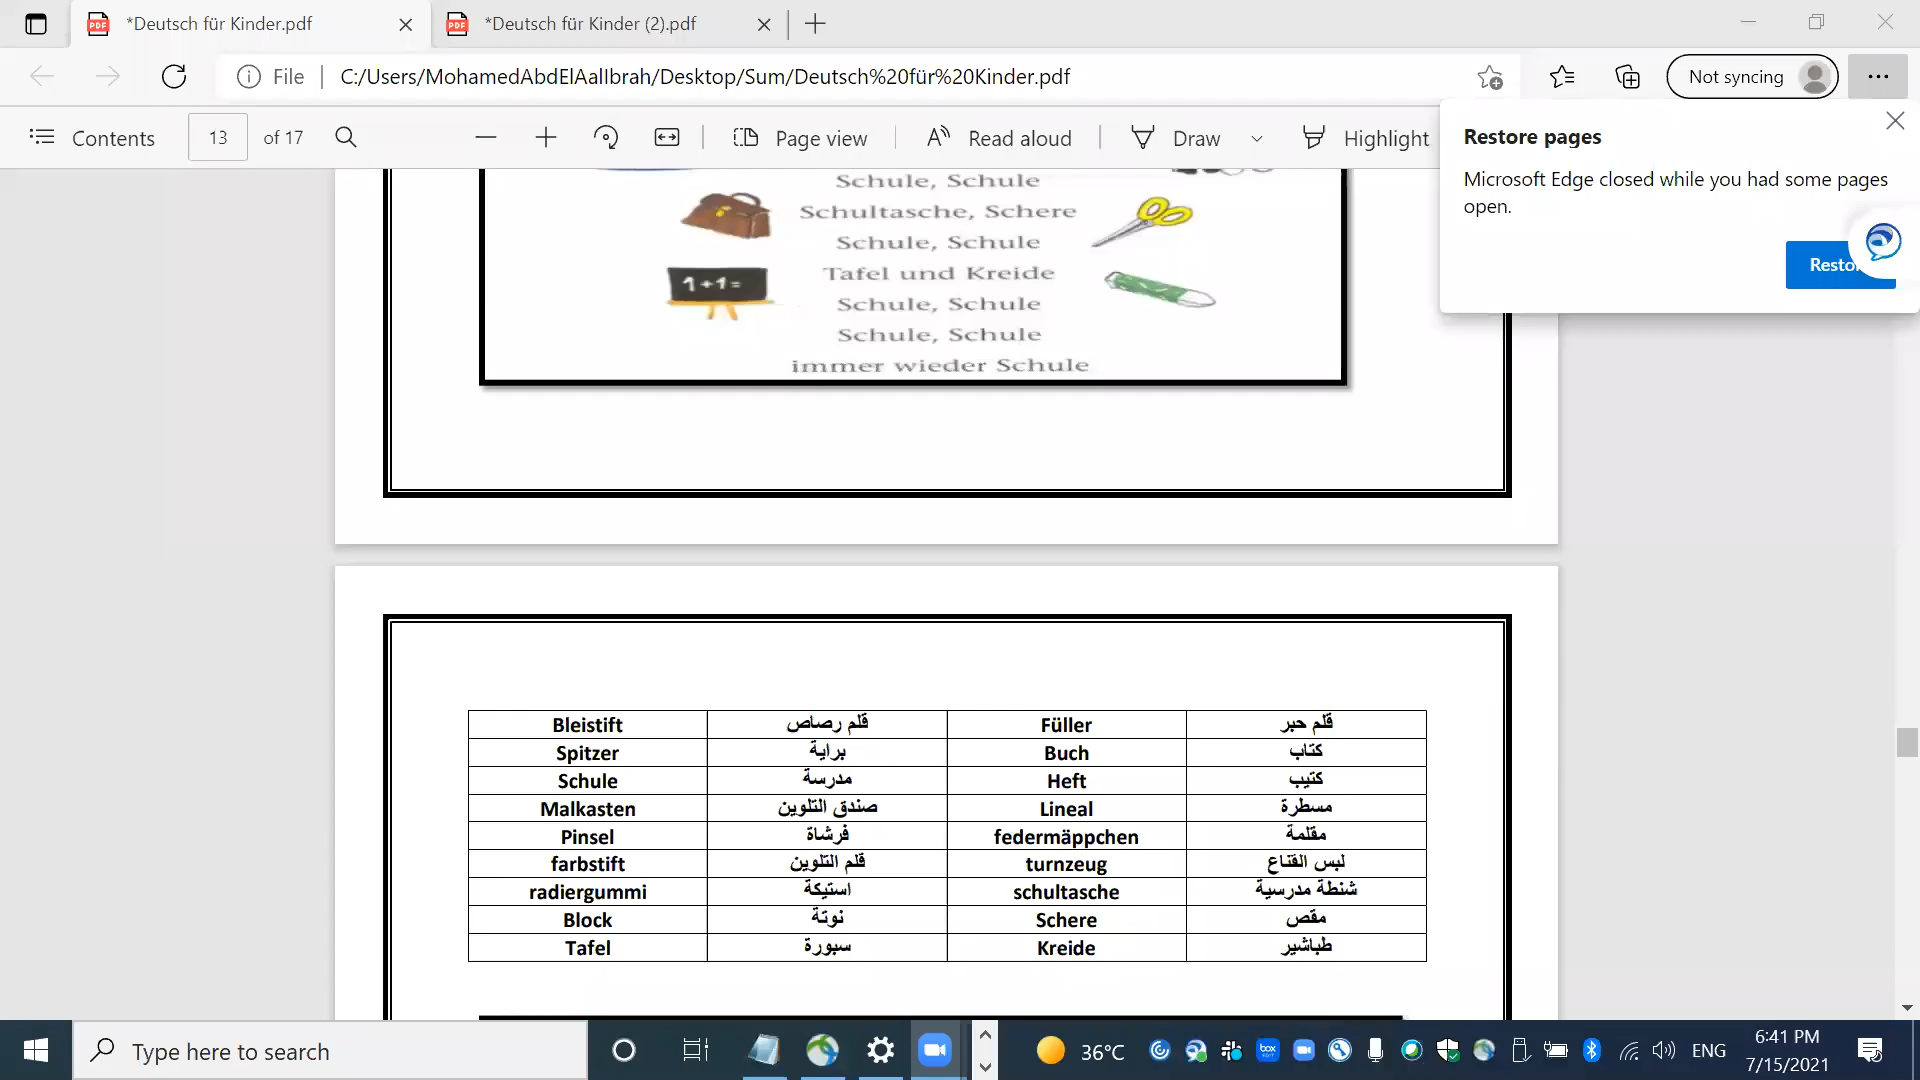 *Deutsch für Kinder.pdf
*Deutsch für Kinder (2).pdf
File
C:/Users/MohamedAbdElAalIbrah/Desktop/Sum/Deutsch%20für%20Kinder.pdf
Not syncing
Contents
13 of 17
Page view
Read aloud
Draw
Highlight
Restore pages
Microsoft Edge closed while you had some pages
open.
Schule, Schule
Schultasche, Schere
Schule, Schule
1+1=
Tafel und Kreide
Schule, Schule
Schule, Schule
immer wieder Schule
Bleistift قلم رصاص Füller قلم حبر
Spitzer براية Buch كتاب
Schule مدرسة Heft كتيب
Malkasten صندق التلوين Lineal مسطرة
Pinsel فرشاة federmäppchen مقلمة
farbstift قلم التلوين turnzeug لبس القناع
radiergummi استيكة schultasche شنطة مدرسية
Block نوتة Schere مقص
Tafel سبورة Kreide طباشير
Type here to search
36°C
box
ENG
6:41 PM
7/15/2021